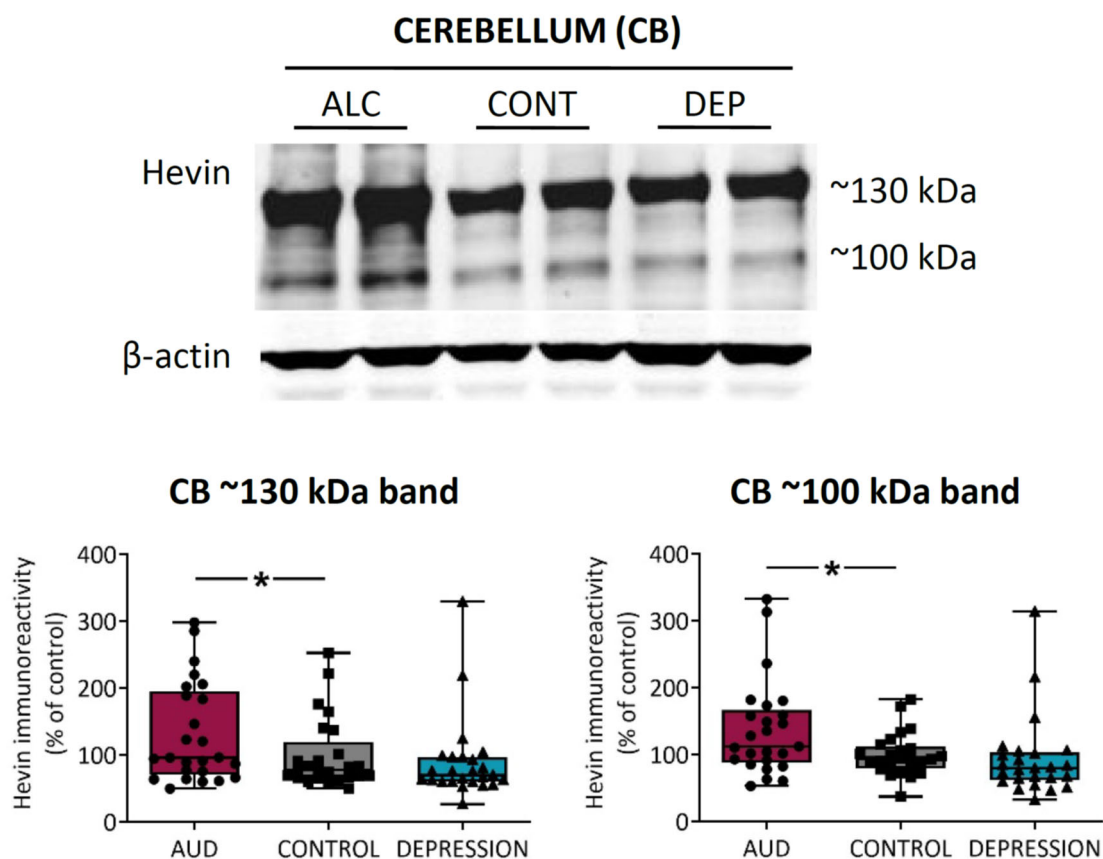 CEREBELLUM (CB)
ALC CONT DEP
Hevin
~130 kDa
~100 kDa
β-actin
CB ~130 kDa band
Hevin immunoreactivity
(% of control)
400
300
200
100
0
*
AUD CONTROL DEPRESSION
CB ~100 kDa band
Hevin immunoreactivity
(% of control)
400
300
200
100
0
*
AUD CONTROL DEPRESSION